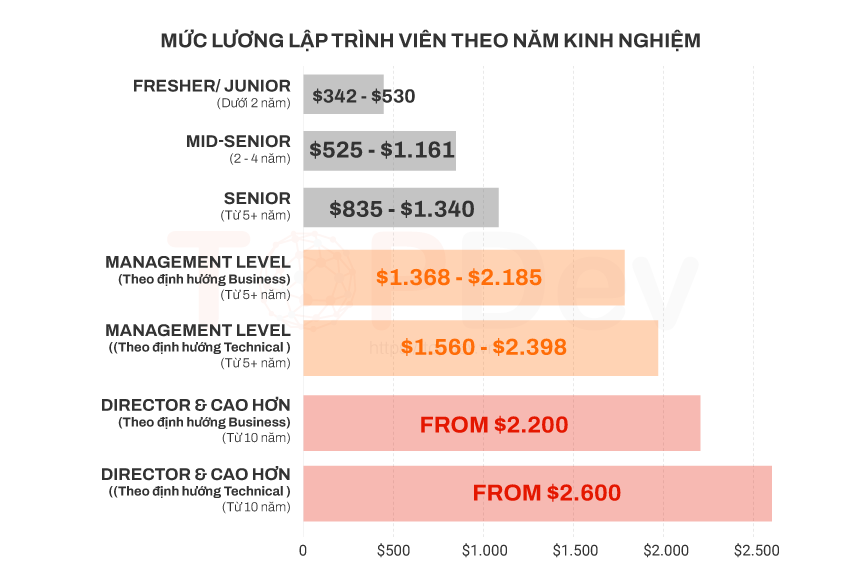 MỨC LƯƠNG LẬP TRÌNH VIÊN THEO NĂM KINH NGHIỆM
FRESHER/ JUNIOR
(Dưới 2 năm)
$342 - $530
MID-SENIOR
(2 - 4 năm)
$525 - $1.161
SENIOR
(Từ 5+ năm)
$835 - $1.340
TOPDev
MANAGEMENT LEVEL
(Theo định hướng Business)
(Từ 5+ năm)
$1.368 - $2.185
MANAGEMENT LEVEL
((Theo định hướng Technical )
(Từ 5+ năm)
$1.560 - $2.398
DIRECTOR & CAO HƠN
(Theo định hướng Business)
(Từ 10 năm)
FROM $2.200
DIRECTOR & CAO HƠN
((Theo định hướng Technical )
(Từ 10 năm)
FROM $2.600
0 $500 $1.000 $1.500 $2.000 $2.500